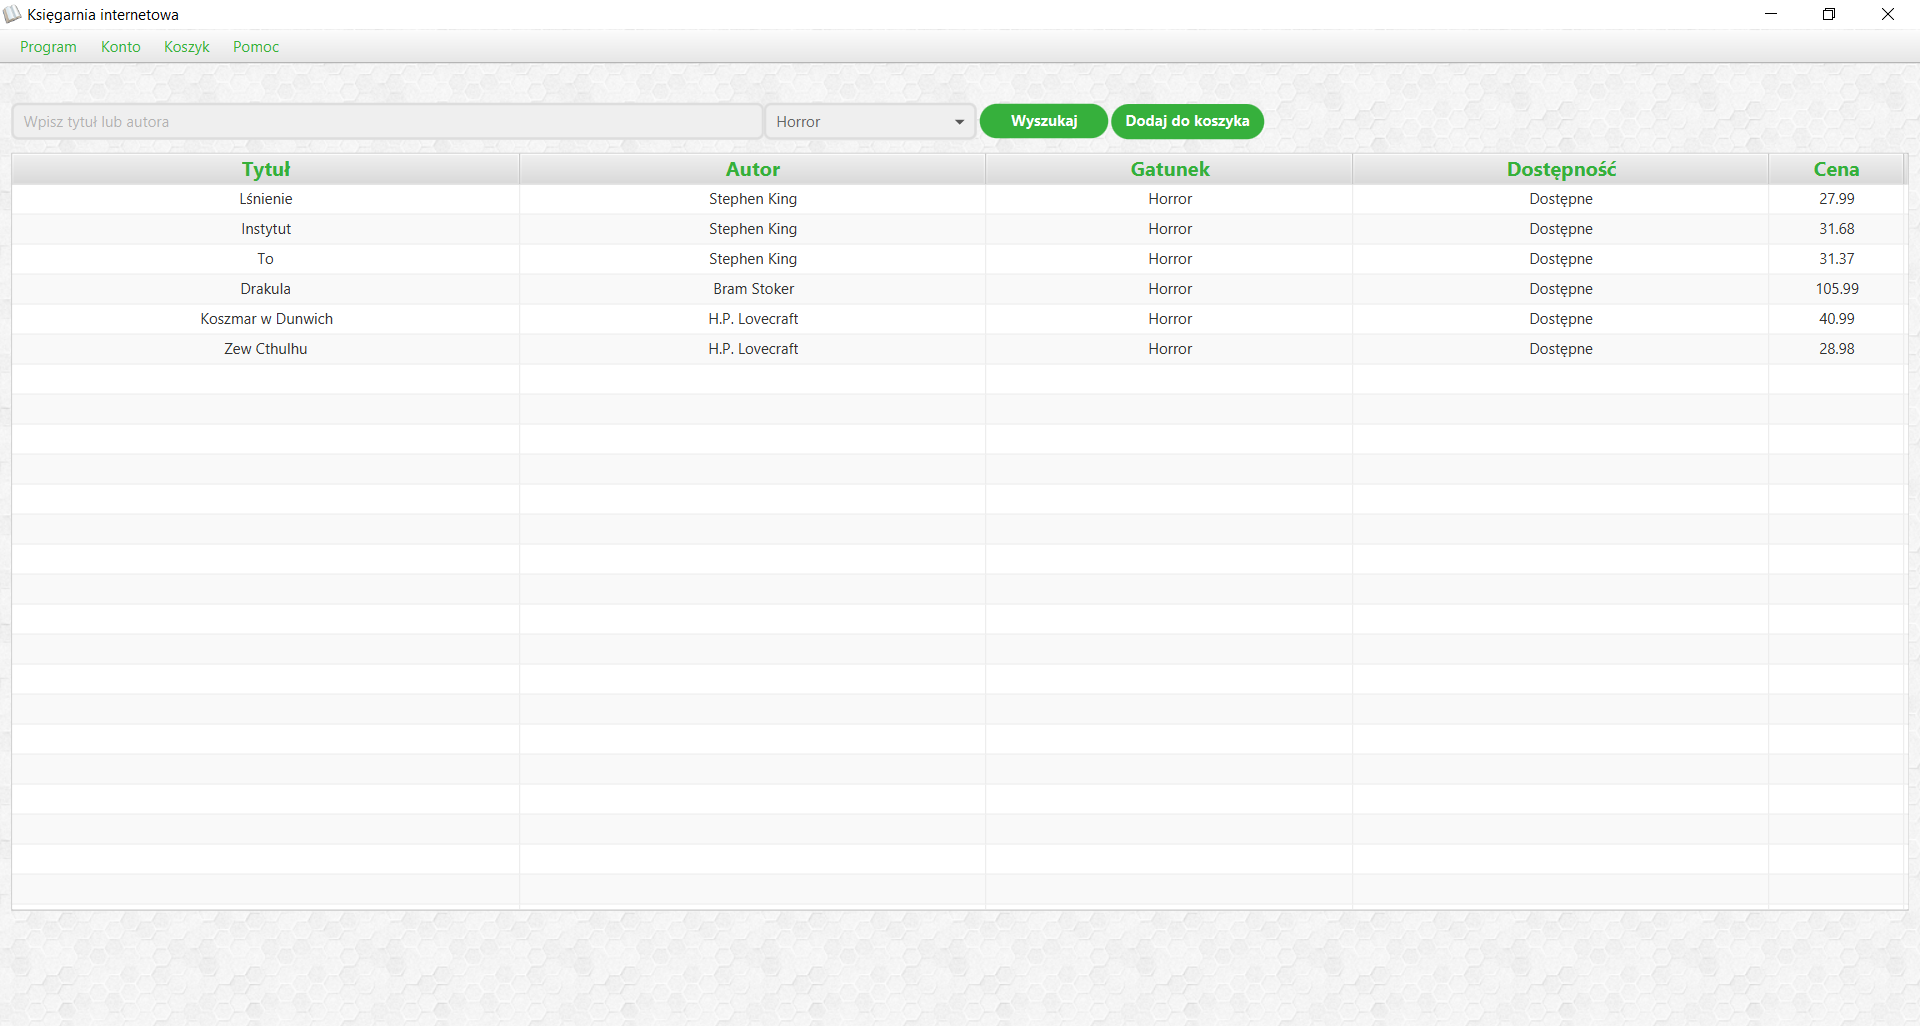 Księgarnia internetowa
Program Konto Koszyk Pomoc
Wpisz tytuł lub autora Horror Wyszukaj Dodaj do koszyka
Tytuł Autor Gatunek Dostępność Cena
Lśnienie Stephen King Horror Dostępne 27.99
Instytut Stephen King Horror Dostępne 31.68
To Stephen King Horror Dostępne 31.37
Drakula Bram Stoker Horror Dostępne 105.99
Koszmar w Dunwich H.P. Lovecraft Horror Dostępne 40.99
Zew Cthulhu H.P. Lovecraft Horror Dostępne 28.98